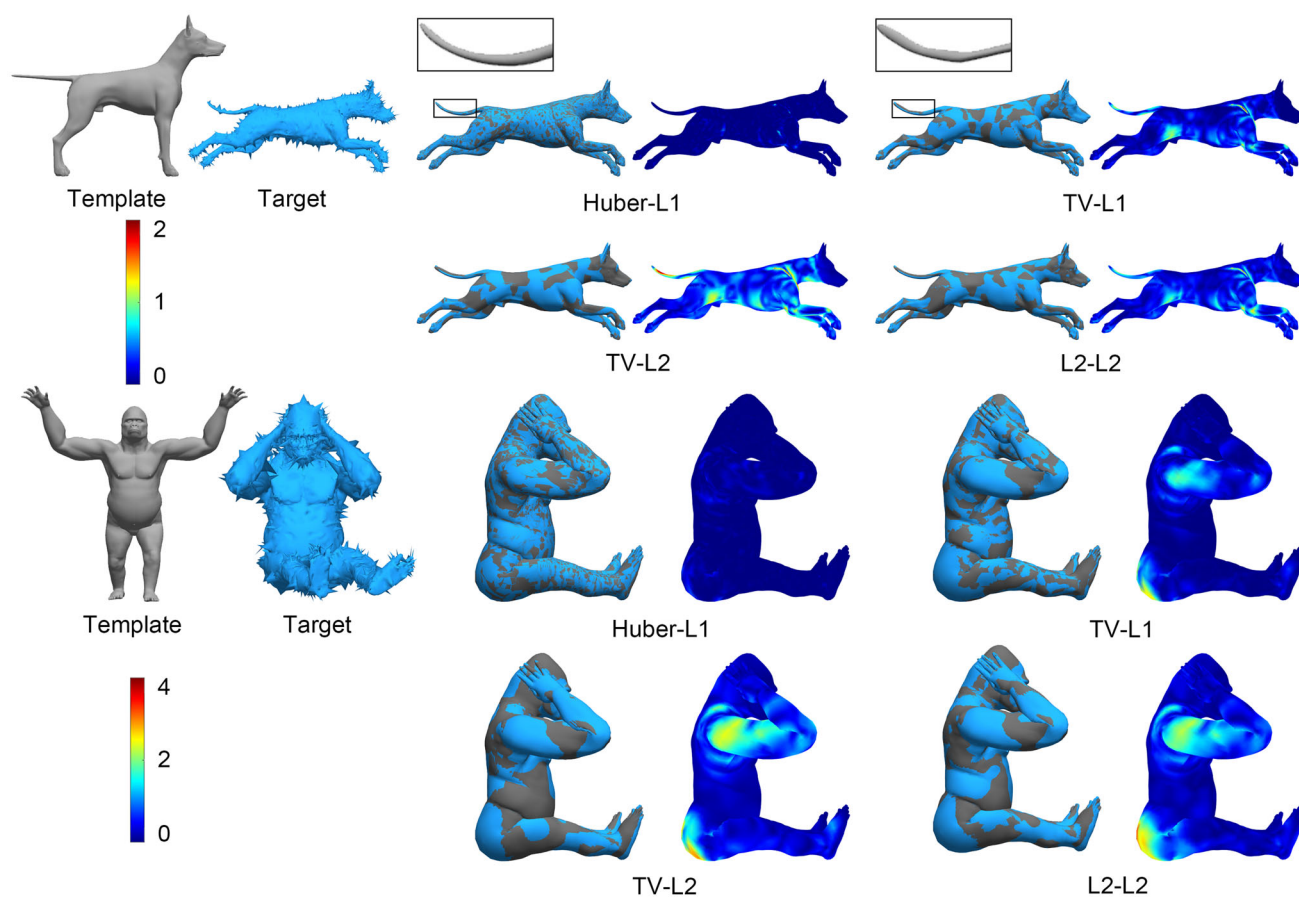 Template
Target
Huber-L1
TV-L1
2
1
0
TV-L2
L2-L2
Template
Target
Huber-L1
TV-L1
4
2
0
TV-L2
L2-L2